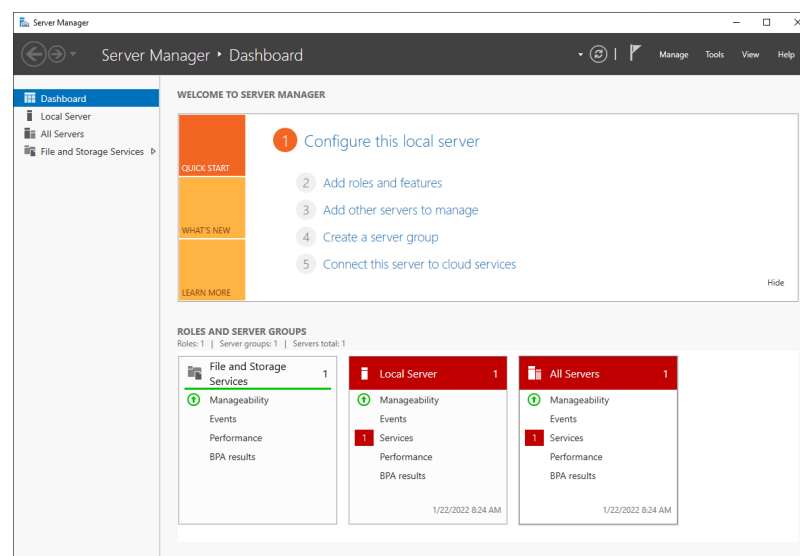 Server Manager
Server Manager • Dashboard
Manage Tools View Help
Dashboard
Local Server
All Servers
File and Storage Services
WELCOME TO SERVER MANAGER
QUICK START
WHAT'S NEW
LEARN MORE
1 Configure this local server
2 Add roles and features
3 Add other servers to manage
4 Create a server group
5 Connect this server to cloud services
Hide
ROLES AND SERVER GROUPS
Roles: 1 | Server groups: 1 | Servers total: 1
File and Storage Services 1
Manageability
Events
Performance
BPA results
Local Server 1
Manageability
Events
1 Services
Performance
BPA results
1/22/2022 8:24 AM
All Servers 1
Manageability
Events
1 Services
Performance
BPA results
1/22/2022 8:24 AM